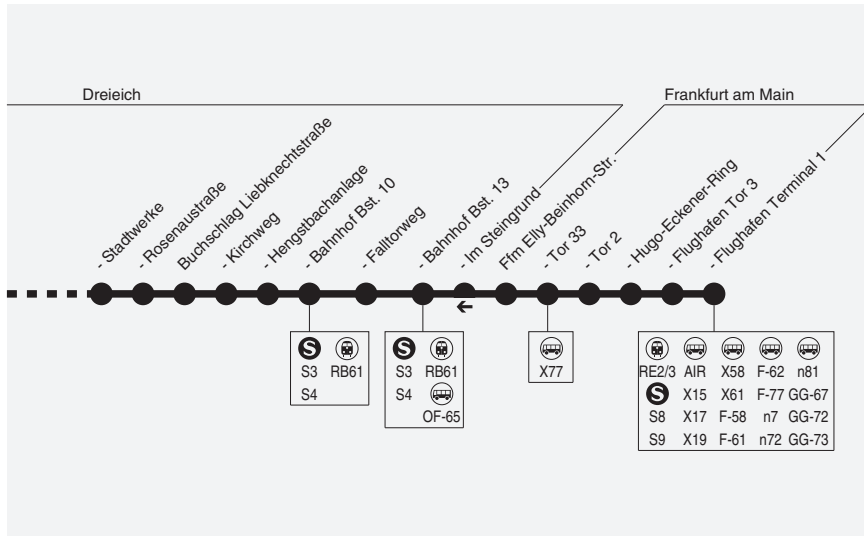 Dreieich
Frankfurt am Main
- Stadtwerke
- Rosenaustraße
Buchschlag Liebknechtstraße
- Kirchweg
- Hengstbachanlage
- Bahnhof Bst. 10
- Falltorweg
- Bahnhof Bst. 13
- Im Steingrund
Ffm Elly-Beinhorn-Str.
- Tor 33
- Tor 2
- Hugo-Eckener-Ring
- Flughafen Tor 3
- Flughafen Terminal 1
S
S3 RB61
S4
S
S3 RB61
S4
OF-65
X77
RE2/3 AIR X58 F-62 n81
S X15 X61 F-77 GG-67
S8 X17 F-58 n7 GG-72
S9 X19 F-61 n72 GG-73